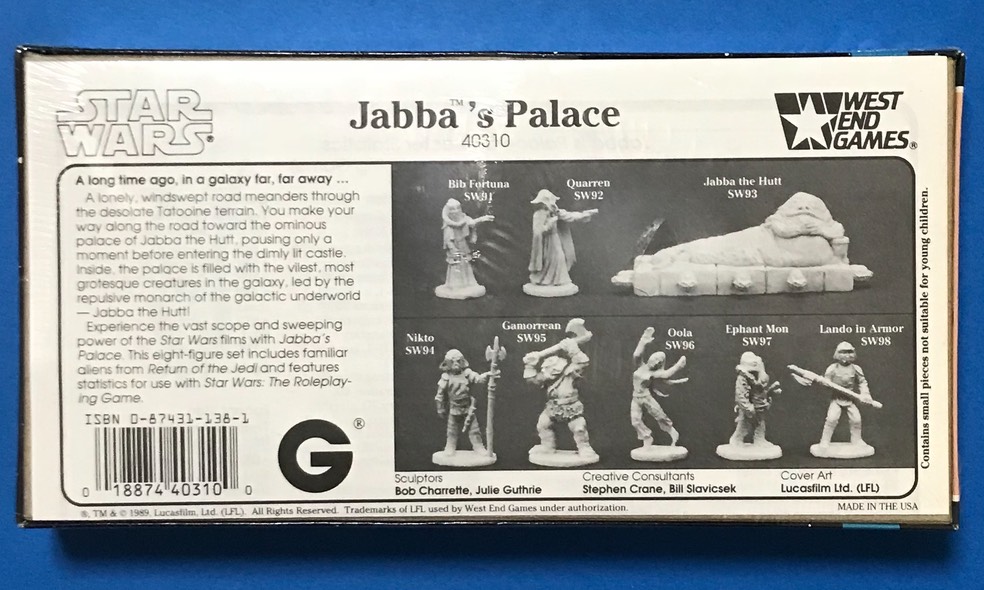 STAR
WARS®
Jabba™'s Palace
40310
WEST
END
GAMES®
A long time ago, in a galaxy far, far away ...
A lonely, windswept road meanders through
the desolate Tatooine terrain. You make your
way along the road toward the ominous
palace of Jabba the Hutt, pausing only a
moment before entering the dimly lit castle.
Inside, the palace is filled with the vilest, most
grotesque creatures in the galaxy, led by the
repulsive monarch of the galactic underworld
— Jabba the Hutt!
Experience the vast scope and sweeping
power of the Star Wars films with Jabba's
Palace. This eight-figure set includes familiar
aliens from Return of the Jedi and features
statistics for use with Star Wars: The Roleplay-
ing Game.
ISBN 0-87431-138-1
0 18874 40310 0
G®
Bib Fortuna
SW91
Quarren
SW92
Jabba the Hutt
SW93
Nikto
SW94
Gamorrean
SW95
Oola
SW96
Ephant Mon
SW97
Lando in Armor
SW98
Sculptors
Bob Charrette, Julie Guthrie
Creative Consultants
Stephen Crane, Bill Slavicsek
Cover Art
Lucasfilm Ltd. (LFL)
Contains small pieces not suitable for young children.
®, TM & © 1989, Lucasfilm, Ltd. (LFL). All Rights Reserved. Trademarks of LFL used by West End Games under authorization.
MADE IN THE USA